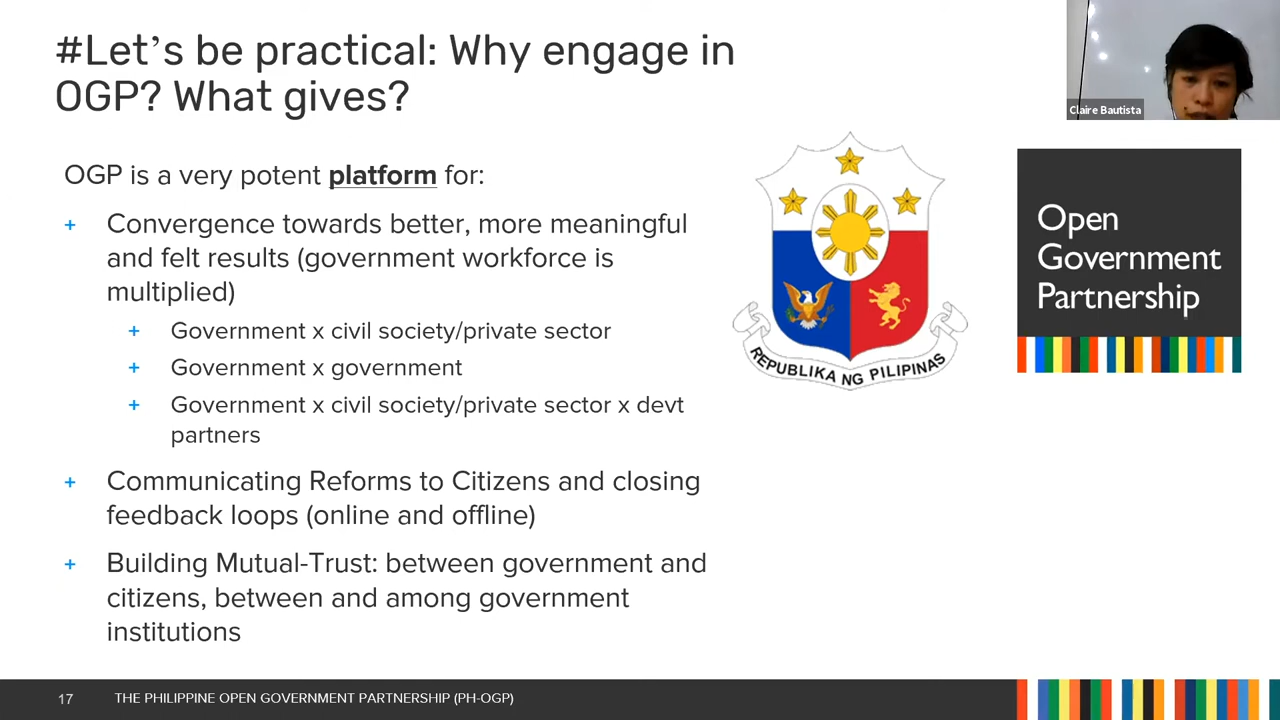 #Let’s be practical: Why engage in
OGP? What gives?
Claire Bautista
OGP is a very potent platform for:
+ Convergence towards better, more meaningful
and felt results (government workforce is
multiplied)
+ Government x civil society/private sector
+ Government x government
+ Government x civil society/private sector x devt
partners
+ Communicating Reforms to Citizens and closing
feedback loops (online and offline)
+ Building Mutual-Trust: between government and
citizens, between and among government
institutions
REPUBLIKA NG PILIPINAS
Open
Government
Partnership
17 THE PHILIPPINE OPEN GOVERNMENT PARTNERSHIP (PH-OGP)